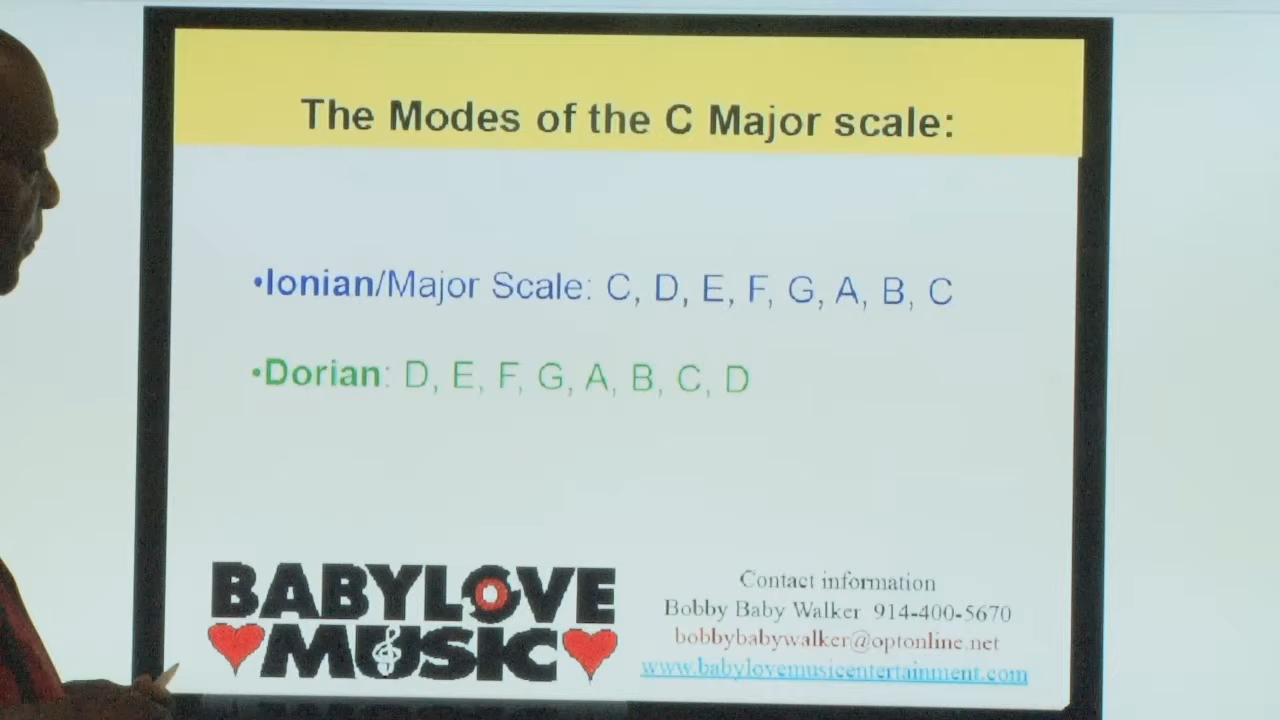 The Modes of the C Major scale:
•Ionian/Major Scale: C, D, E, F, G, A, B, C
•Dorian: D, E, F, G, A, B, C, D
BABYLOVE
MUSIC
Contact information
Bobby Baby Walker 914-400-5670
bobbybabywalker@optonline.net
www.babylovemusicentertainment.com